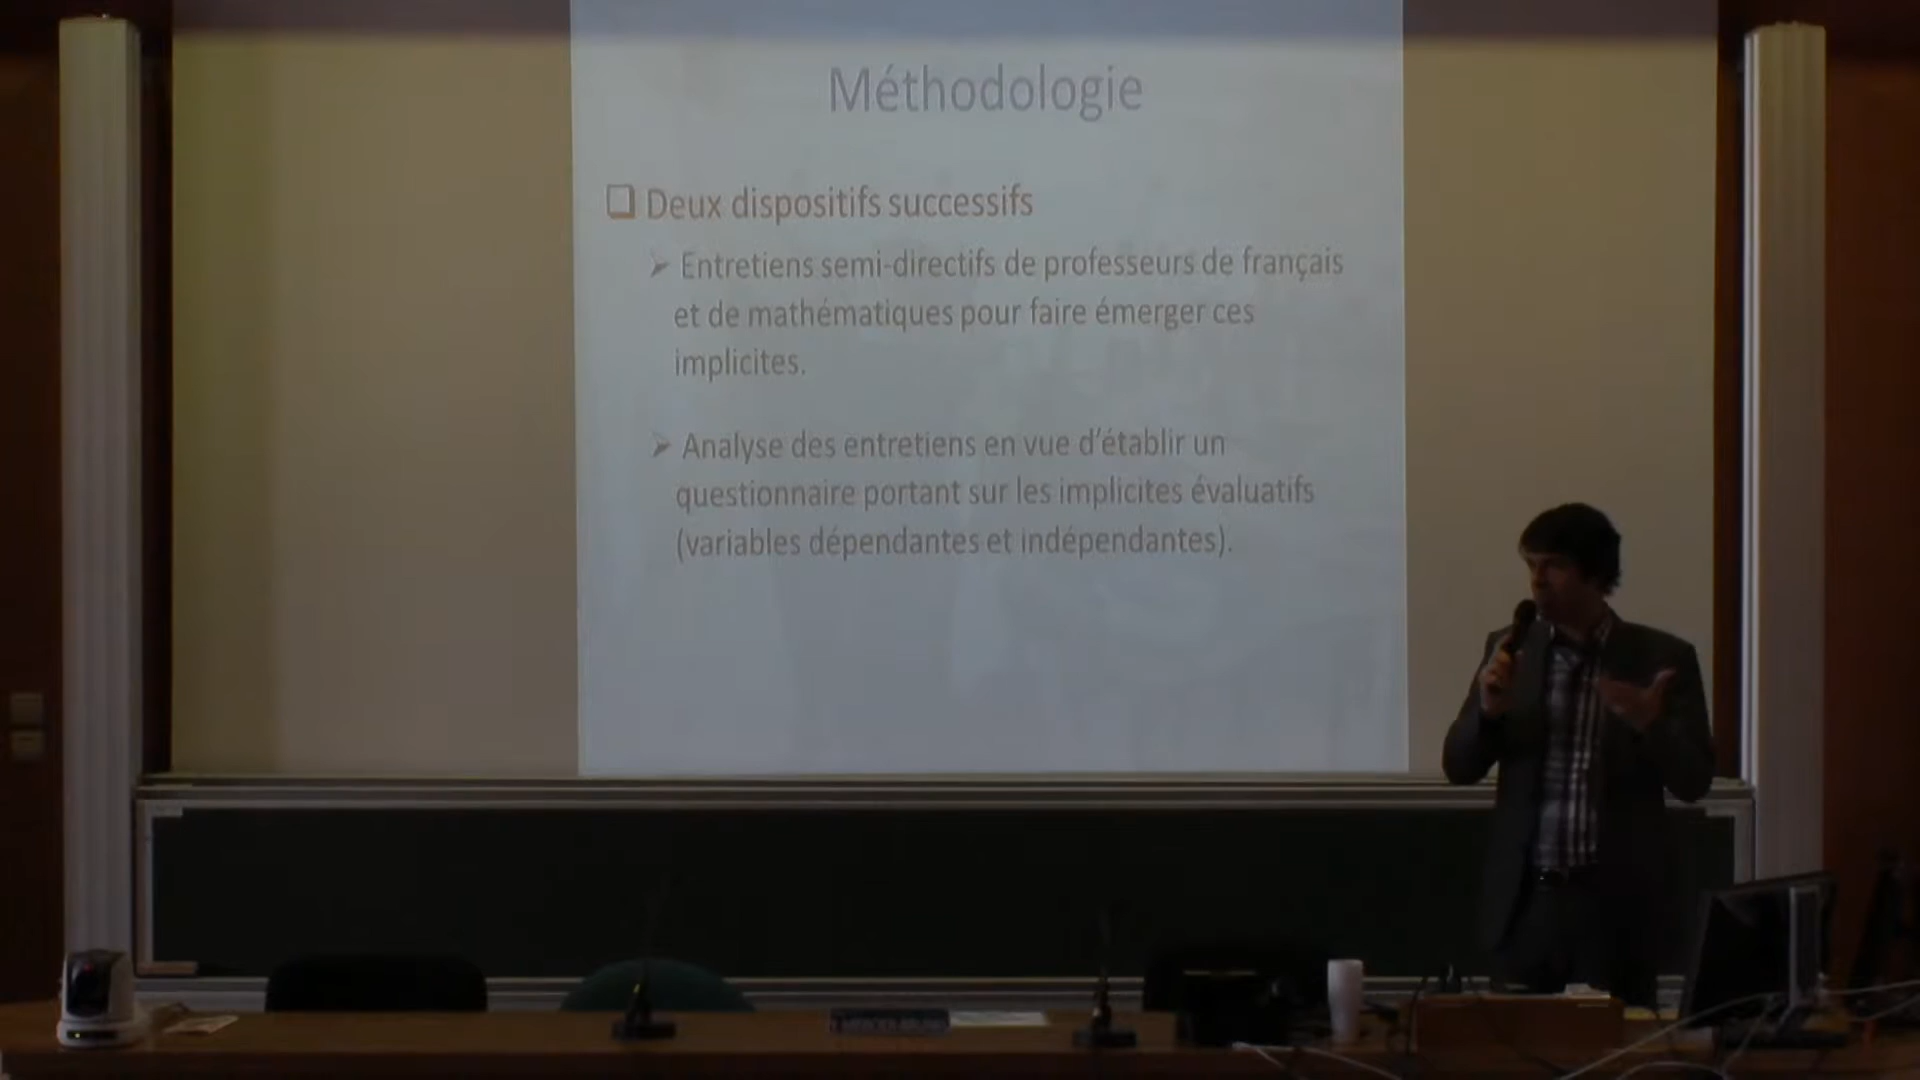 Méthodologie
Deux dispositifs successifs
Entretiens semi-directifs de professeurs de français
et de mathématiques pour faire émerger ces
implicites.
Analyse des entretiens en vue d'établir un
questionnaire portant sur les implicites évaluatifs
(variables dépendantes et indépendantes).